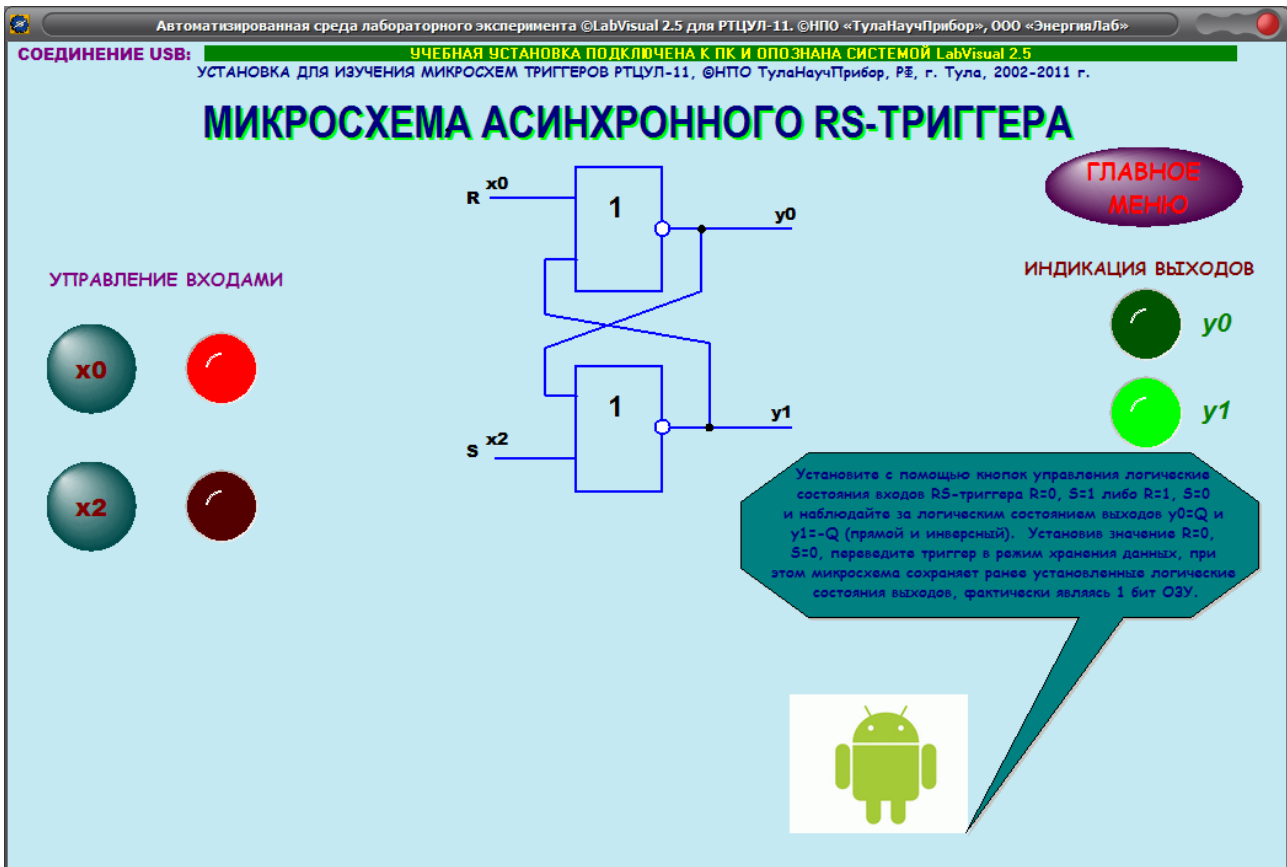 Автоматизированная среда лабораторного эксперимента ©LabVisual 2.5 для РТЦУЛ-11. ©НПО «ТулаНаучПрибор», ООО «ЭнергияЛаб»
СОЕДИНЕНИЕ USB: УЧЕБНАЯ УСТАНОВКА ПОДКЛЮЧЕНА К ПК И ОПОЗНАНА СИСТЕМОЙ LabVisual 2.5
УСТАНОВКА ДЛЯ ИЗУЧЕНИЯ МИКРОСХЕМ ТРИГГЕРОВ РТЦУЛ-11, ©НТПО ТулаНаучПрибор, РФ, г. Тула, 2002-2011 г.
МИКРОСХЕМА АСИНХРОННОГО RS-ТРИГГЕРА
ГЛАВНОЕ
МЕНЮ
R x0
1
y0
УПРАВЛЕНИЕ ВХОДАМИ
ИНДИКАЦИЯ ВЫХОДОВ
y0
x0
1
y1
y1
S x2
x2
Установите с помощью кнопок управления логические
состояния входов RS-триггера R=0, S=1 либо R=1, S=0
и наблюдайте за логическим состоянием выходов y0=Q и
y1=-Q (прямой и инверсный). Установив значение R=0,
S=0, переведите триггер в режим хранения данных, при
этом микросхема сохраняет ранее установленные логические
состояния выходов, фактически являясь 1 бит ОЗУ.